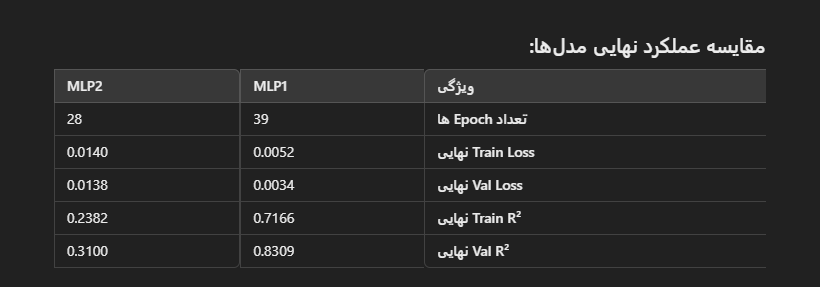 مقایسه عملکرد نهایی مدل‌ها:
ویژگی MLP1 MLP2
تعداد Epoch ها 39 28
Train Loss نهایی 0.0052 0.0140
Val Loss نهایی 0.0034 0.0138
Train R² نهایی 0.7166 0.2382
Val R² نهایی 0.8309 0.3100